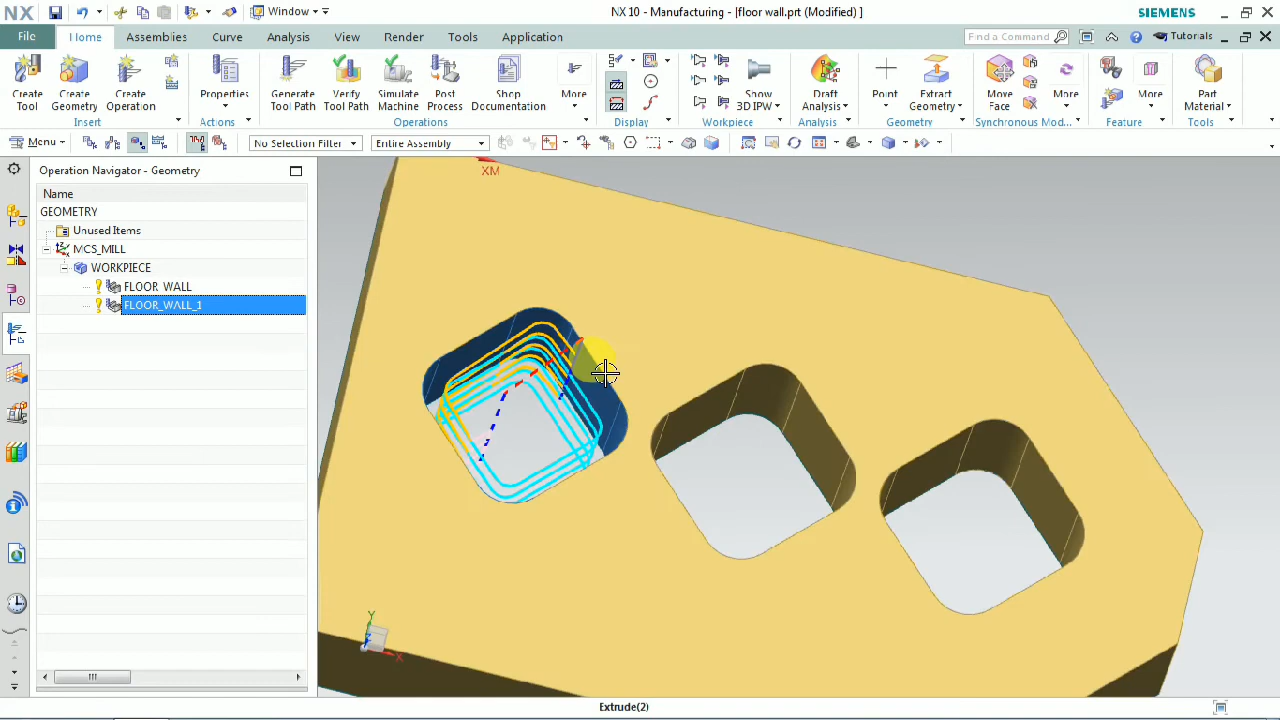 NX Window NX 10 - Manufacturing - [floor wall.prt (Modified) ] SIEMENS
File Home Assemblies Curve Analysis View Render Tools Application Find a Command Tutorials
Create Tool Create Geometry Create Operation Properties Generate Tool Path Verify Tool Path Simulate Machine Post Process Shop Documentation More Show 3D IPW Draft Analysis Point Extract Geometry Move Face More More Part Material
Insert Actions Operations Display Workpiece Analysis Geometry Synchronous Mod... Feature Tools
Menu No Selection Filter Entire Assembly
Operation Navigator - Geometry
Name
GEOMETRY
Unused Items
MCS_MILL
WORKPIECE
FLOOR_WALL
FLOOR_WALL_1
XM
Y
Z
X
Extrude(2)